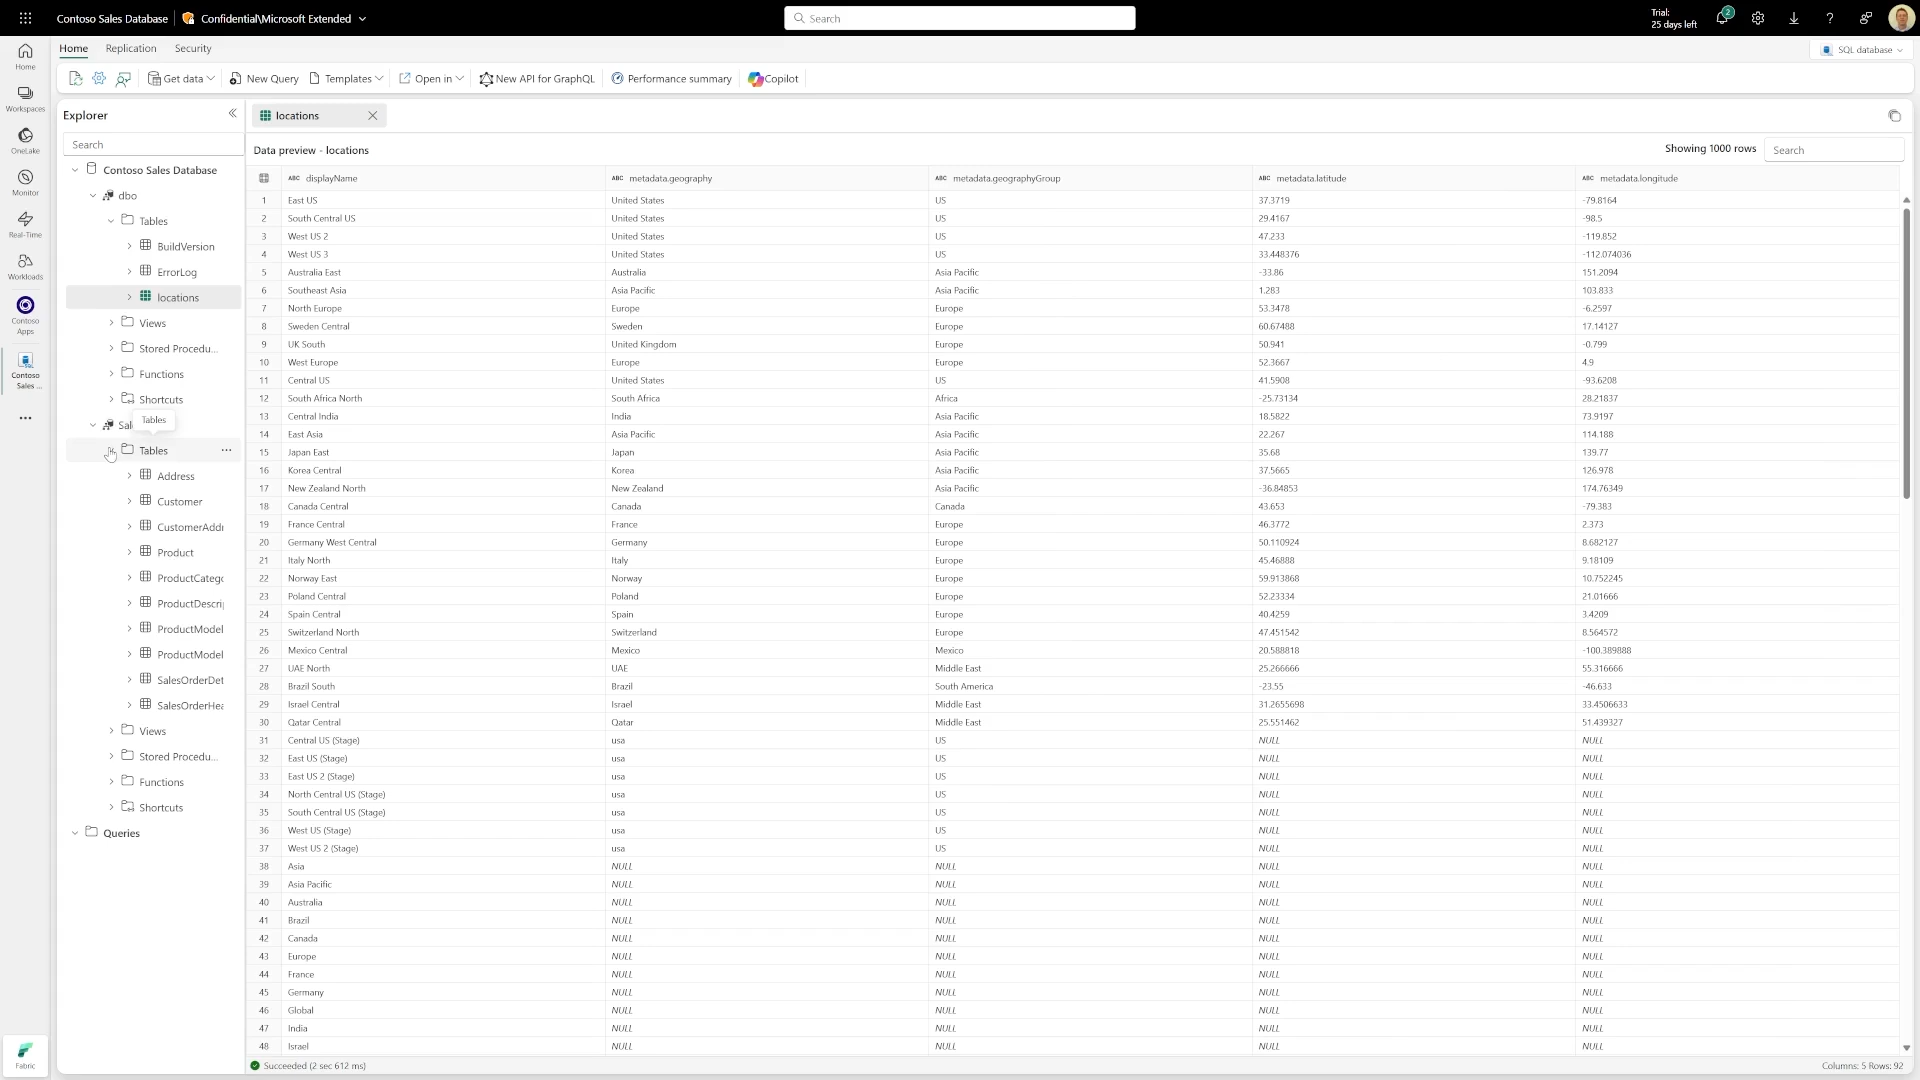 Contoso Sales Database
Confidential\Microsoft Extended
Search
Trial:
25 days left
2
Home
Replication
Security
SQL database
Get data
New Query
Templates
Open in
New API for GraphQL
Performance summary
Copilot
Home
Workspaces
OneLake
Monitor
Real-Time
Workloads
Contoso
Apps
Contoso
Sales ...
Fabric
Explorer
Search
Contoso Sales Database
dbo
Tables
BuildVersion
ErrorLog
locations
Views
Stored Procedu...
Functions
Shortcuts
Tables
Sal
Tables
Address
Customer
CustomerAddr
Product
ProductCatego
ProductDescri
ProductModel
ProductModel
SalesOrderDet
SalesOrderHea
Views
Stored Procedu...
Functions
Shortcuts
Queries
locations
Data preview - locations
Showing 1000 rows
Search
ABC displayName ABC metadata.geography ABC metadata.geographyGroup ABC metadata.latitude ABC metadata.longitude
1 East US United States US 37.3719 -79.8164
2 South Central US United States US 29.4167 -98.5
3 West US 2 United States US 47.233 -119.852
4 West US 3 United States US 33.448376 -112.074036
5 Australia East Australia Asia Pacific -33.86 151.2094
6 Southeast Asia Asia Pacific Asia Pacific 1.283 103.833
7 North Europe Europe Europe 53.3478 -6.2597
8 Sweden Central Sweden Europe 60.67488 17.14127
9 UK South United Kingdom Europe 50.941 -0.799
10 West Europe Europe Europe 52.3667 4.9
11 Central US United States US 41.5908 -93.6208
12 South Africa North South Africa Africa -25.73134 28.21837
13 Central India India Asia Pacific 18.5822 73.9197
14 East Asia Asia Pacific Asia Pacific 22.267 114.188
15 Japan East Japan Asia Pacific 35.68 139.77
16 Korea Central Korea Asia Pacific 37.5665 126.978
17 New Zealand North New Zealand Asia Pacific -36.84853 174.76349
18 Canada Central Canada Canada 43.653 -79.383
19 France Central France Europe 46.3772 2.373
20 Germany West Central Germany Europe 50.110924 8.682127
21 Italy North Italy Europe 45.46888 9.18109
22 Norway East Norway Europe 59.913868 10.752245
23 Poland Central Poland Europe 52.23334 21.01666
24 Spain Central Spain Europe 40.4259 3.4209
25 Switzerland North Switzerland Europe 47.451542 8.564572
26 Mexico Central Mexico Mexico 20.588818 -100.389888
27 UAE North UAE Middle East 25.266666 55.316666
28 Brazil South Brazil South America -23.55 -46.633
29 Israel Central Israel Middle East 31.2655698 33.4506633
30 Qatar Central Qatar Middle East 25.551462 51.439327
31 Central US (Stage) usa US NULL NULL
32 East US (Stage) usa US NULL NULL
33 East US 2 (Stage) usa US NULL NULL
34 North Central US (Stage) usa US NULL NULL
35 South Central US (Stage) usa US NULL NULL
36 West US (Stage) usa US NULL NULL
37 West US 2 (Stage) usa US NULL NULL
38 Asia NULL NULL NULL NULL
39 Asia Pacific NULL NULL NULL NULL
40 Australia NULL NULL NULL NULL
41 Brazil NULL NULL NULL NULL
42 Canada NULL NULL NULL NULL
43 Europe NULL NULL NULL NULL
44 France NULL NULL NULL NULL
45 Germany NULL NULL NULL NULL
46 Global NULL NULL NULL NULL
47 India NULL NULL NULL NULL
48 Israel NULL NULL NULL NULL
Succeeded (2 sec 612 ms)
Columns: 5 Rows: 92